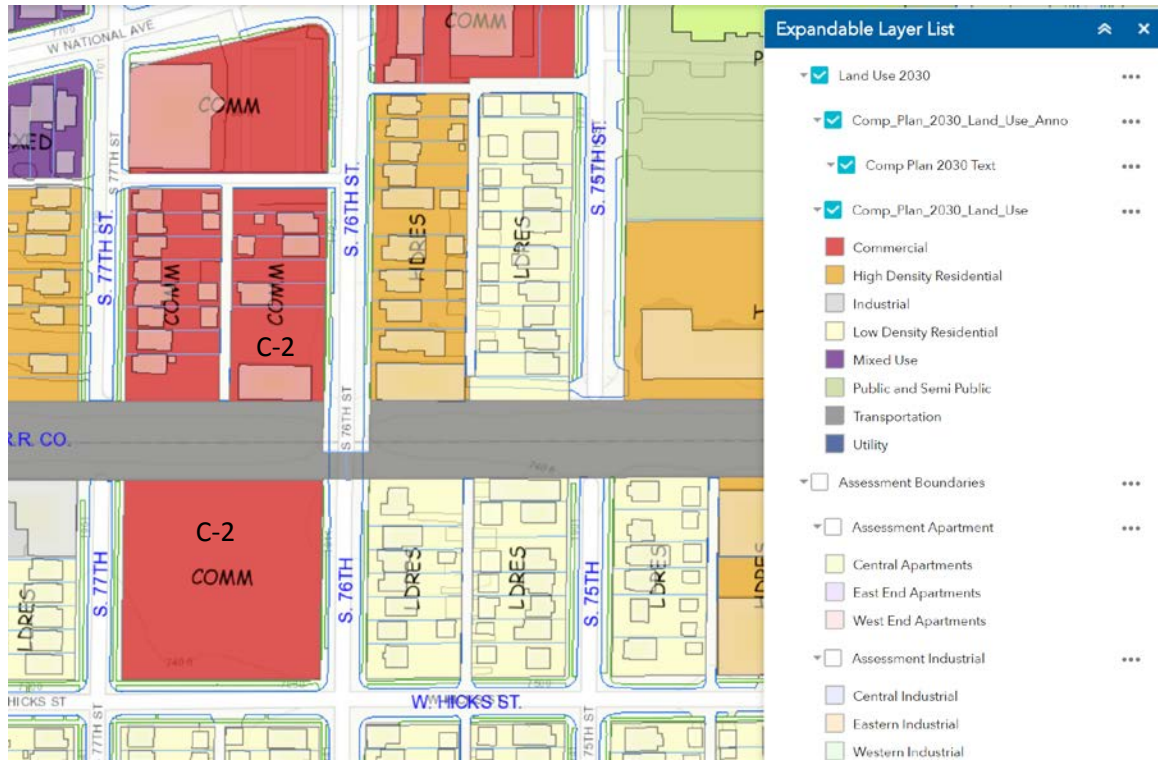 W NATIONAL AVE
COMM
COMM
S 77TH ST
S. 77TH ST.
S. 76TH ST.
S. 75TH ST.
HDRES
LDRES
COMM
COMM
C-2
S 76TH ST
R.R. CO.
C-2
COMM
S. 77TH
S. 76TH
S. 75TH
LDRES
LDRES
LDRES
LDRES
HDRES
HICKS ST
W. HICKS ST.
77TH ST
75TH ST
Expandable Layer List
Land Use 2030
Comp_Plan_2030_Land_Use_Anno
Comp Plan 2030 Text
Comp_Plan_2030_Land_Use
Commercial
High Density Residential
Industrial
Low Density Residential
Mixed Use
Public and Semi Public
Transportation
Utility
Assessment Boundaries
Assessment Apartment
Central Apartments
East End Apartments
West End Apartments
Assessment Industrial
Central Industrial
Eastern Industrial
Western Industrial